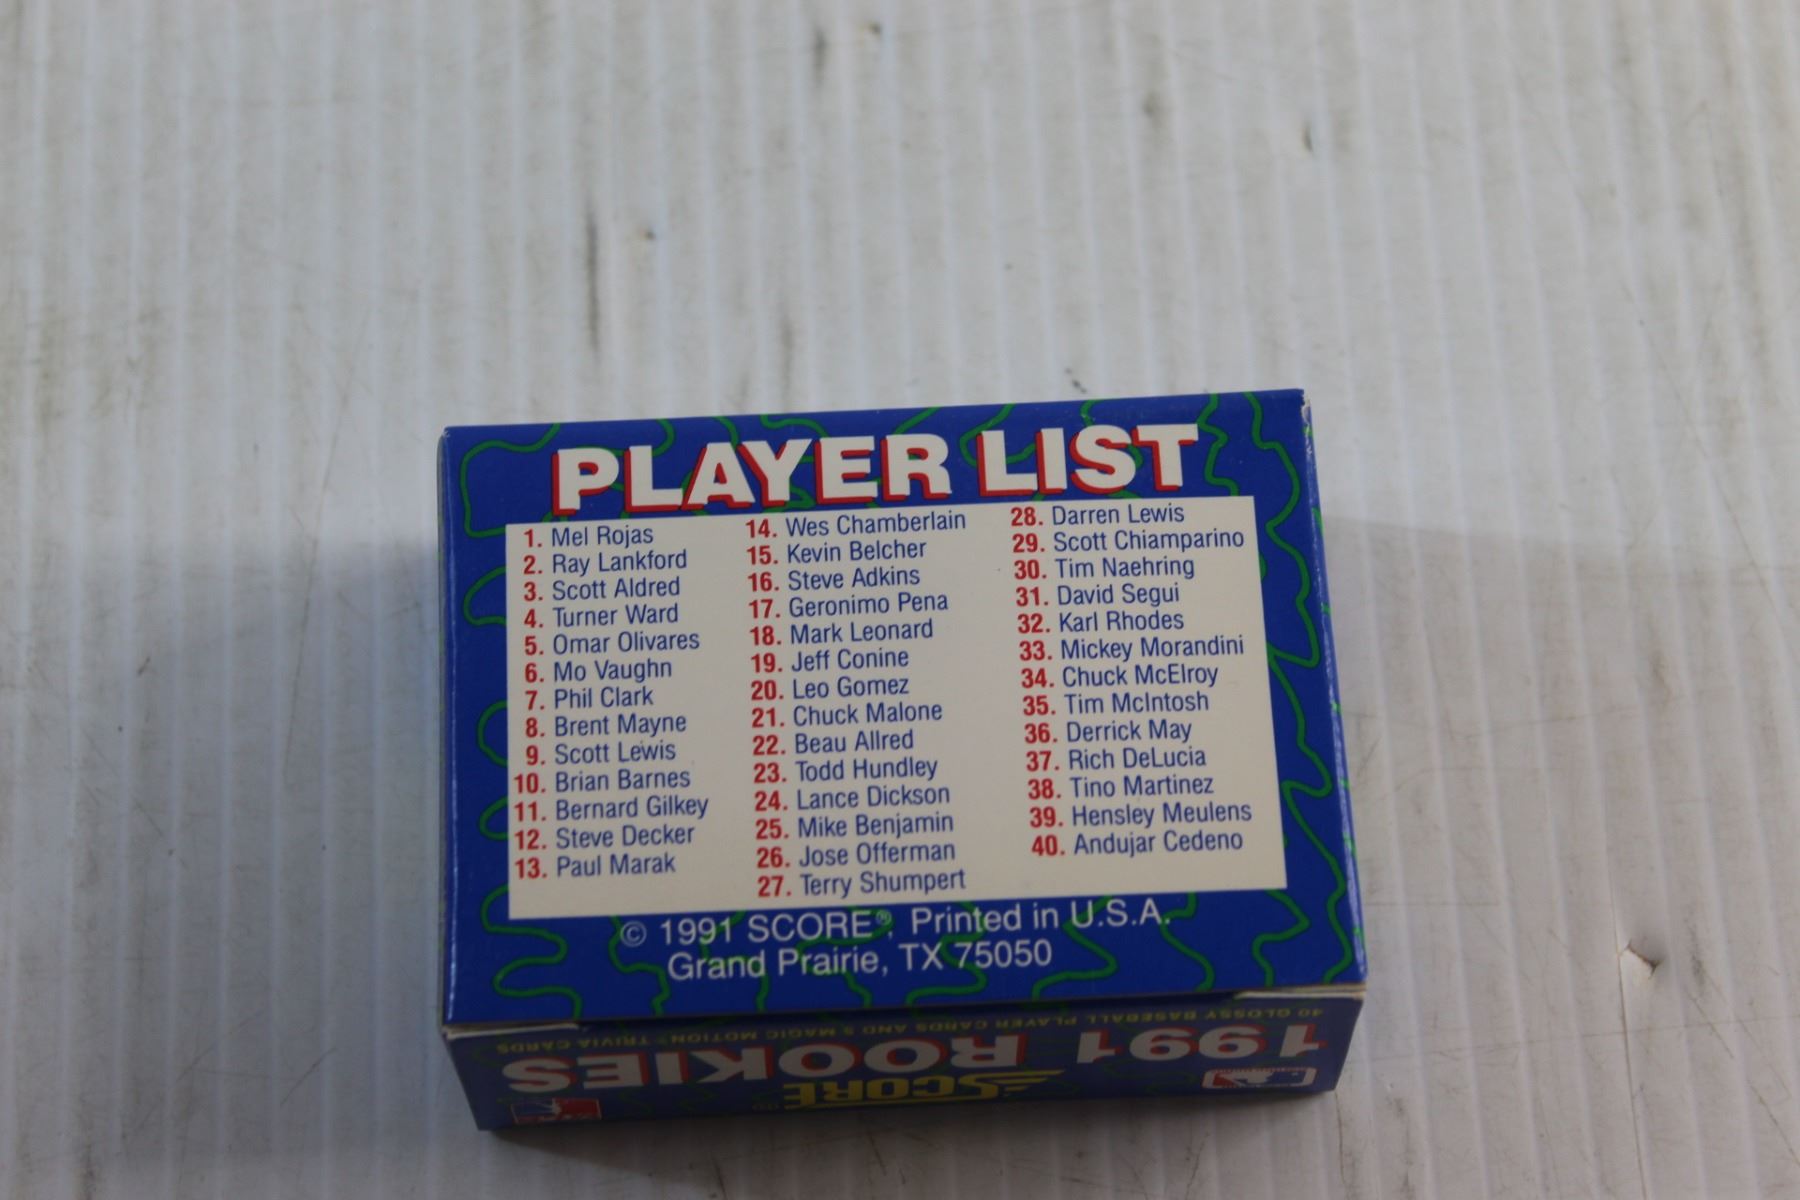 PLAYER LIST
1. Mel Rojas
2. Ray Lankford
3. Scott Aldred
4. Turner Ward
5. Omar Olivares
6. Mo Vaughn
7. Phil Clark
8. Brent Mayne
9. Scott Lewis
10. Brian Barnes
11. Bernard Gilkey
12. Steve Decker
13. Paul Marak
14. Wes Chamberlain
15. Kevin Belcher
16. Steve Adkins
17. Geronimo Pena
18. Mark Leonard
19. Jeff Conine
20. Leo Gomez
21. Chuck Malone
22. Beau Allred
23. Todd Hundley
24. Lance Dickson
25. Mike Benjamin
26. Jose Offerman
27. Terry Shumpert
28. Darren Lewis
29. Scott Chiamparino
30. Tim Naehring
31. David Segui
32. Karl Rhodes
33. Mickey Morandini
34. Chuck McElroy
35. Tim McIntosh
36. Derrick May
37. Rich DeLucia
38. Tino Martinez
39. Hensley Meulens
40. Andujar Cedeno
© 1991 SCORE®, Printed in U.S.A.
Grand Prairie, TX 75050
SCORE
1991 ROOKIES
40 GLOSSY BASEBALL PLAYER CARDS AND 3 MAGIC MOTION™ TRIVIA CARDS